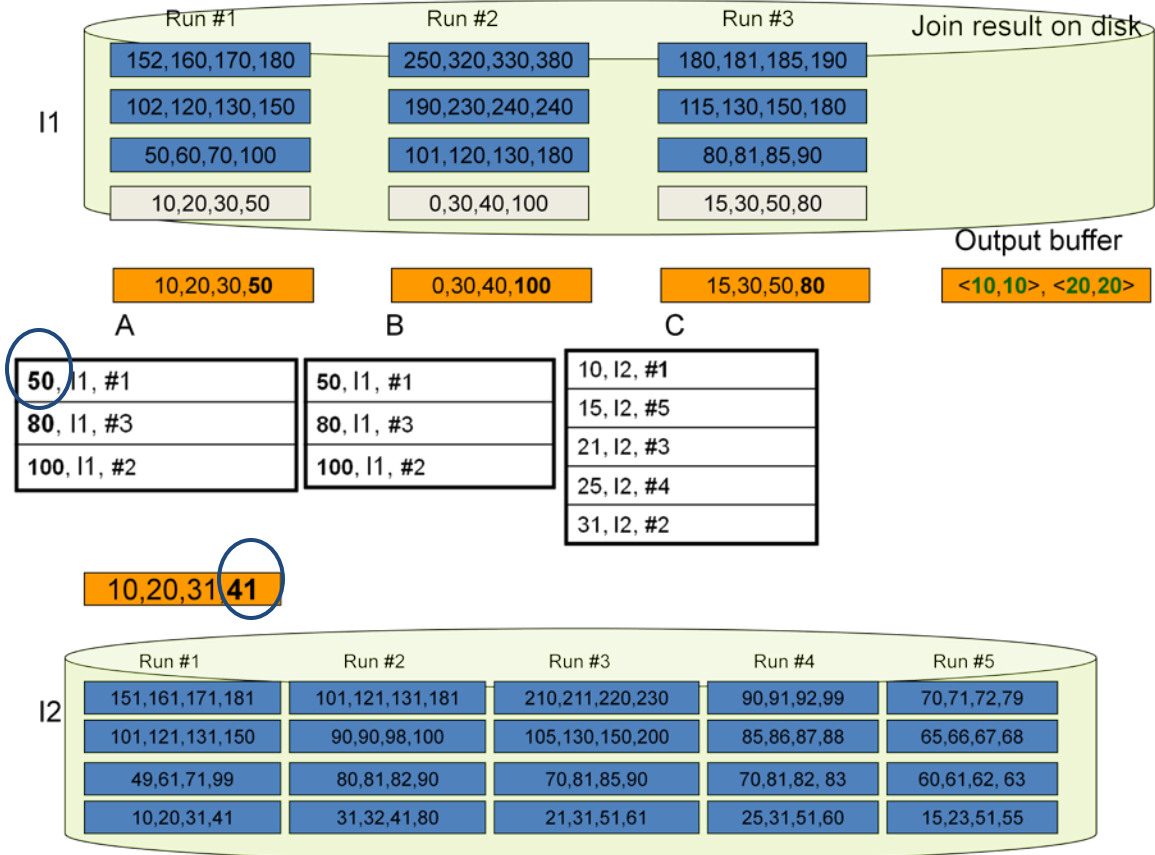 Run #1 Run #2 Run #3 Join result on disk
152,160,170,180 250,320,330,380 180,181,185,190
102,120,130,150 190,230,240,240 115,130,150,180
I1
50,60,70,100 101,120,130,180 80,81,85,90
10,20,30,50 0,30,40,100 15,30,50,80
Output buffer
10,20,30,50 0,30,40,100 15,30,50,80 <10,10>, <20,20>
A B C
50, I1, #1
80, I1, #3
100, I1, #2
50, I1, #1
80, I1, #3
100, I1, #2
10, I2, #1
15, I2, #5
21, I2, #3
25, I2, #4
31, I2, #2
10,20,31,41
Run #1 Run #2 Run #3 Run #4 Run #5
151,161,171,181 101,121,131,181 210,211,220,230 90,91,92,99 70,71,72,79
I2
101,121,131,150 90,90,98,100 105,130,150,200 85,86,87,88 65,66,67,68
49,61,71,99 80,81,82,90 70,81,85,90 70,81,82, 83 60,61,62, 63
10,20,31,41 31,32,41,80 21,31,51,61 25,31,51,60 15,23,51,55